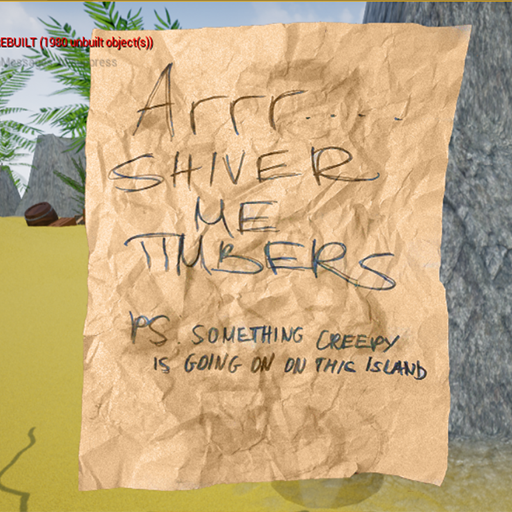 EBUILT (1980 unbuilt object(s))
Arrr....
SHIVER
ME
TIMBERS
PS. SOMETHING CREEPY
IS GOING ON ON THIS ISLAND